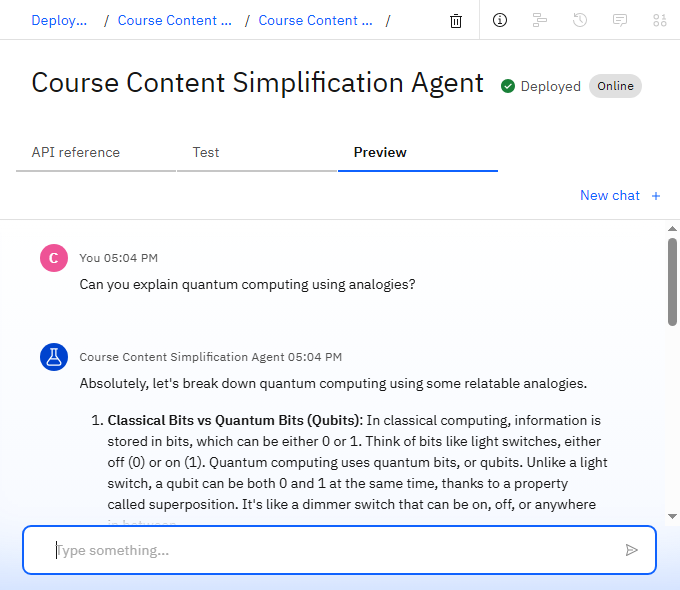 Deploy... / Course Content ... / Course Content ... /
Course Content Simplification Agent Deployed Online
API reference Test Preview
New chat +
C You 05:04 PM
Can you explain quantum computing using analogies?
Course Content Simplification Agent 05:04 PM
Absolutely, let's break down quantum computing using some relatable analogies.
1. Classical Bits vs Quantum Bits (Qubits): In classical computing, information is
stored in bits, which can be either 0 or 1. Think of bits like light switches, either
off (0) or on (1). Quantum computing uses quantum bits, or qubits. Unlike a light
switch, a qubit can be both 0 and 1 at the same time, thanks to a property
called superposition. It's like a dimmer switch that can be on, off, or anywhere
in between.
Type something...